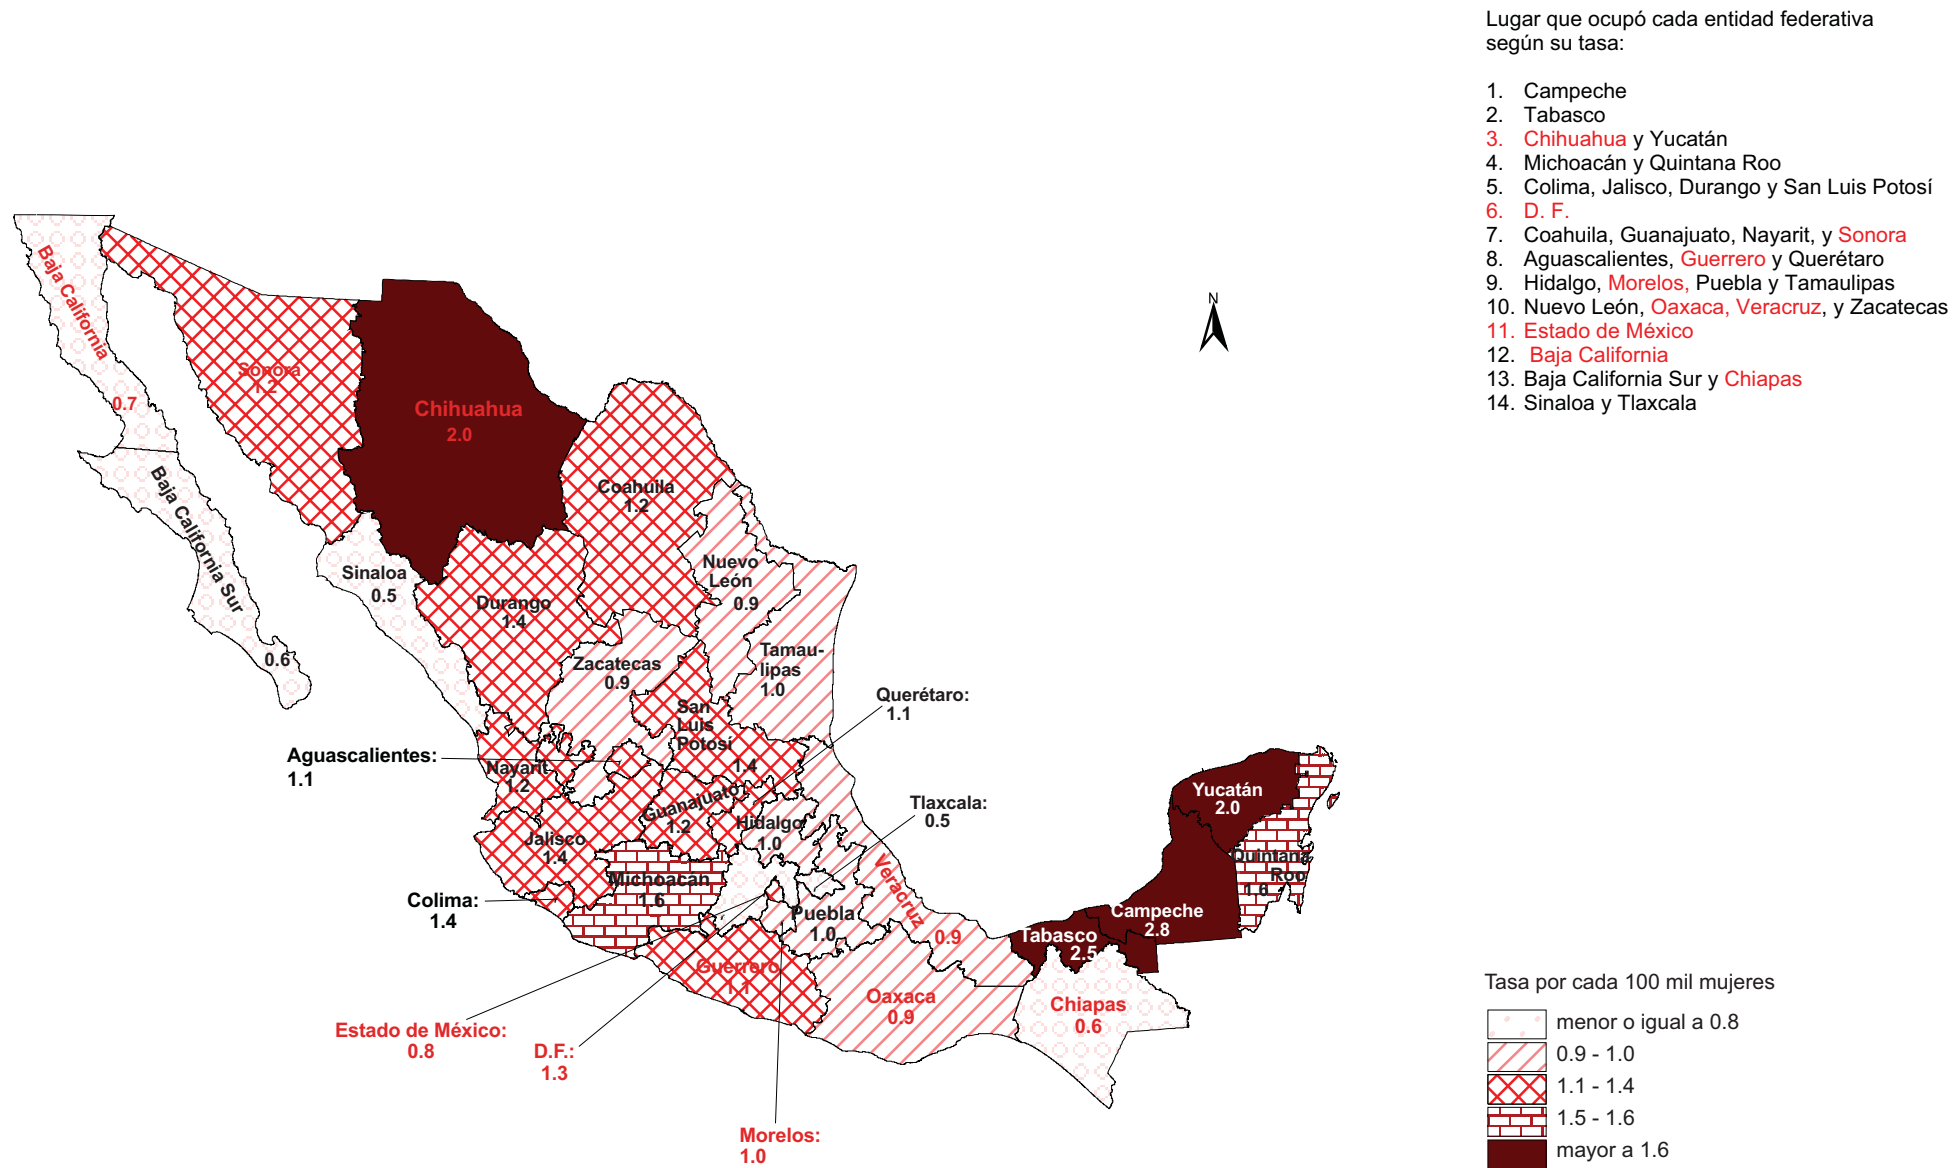 Lugar que ocupó cada entidad federativa
según su tasa:
1. Campeche
2. Tabasco
3. Chihuahua y Yucatán
4. Michoacán y Quintana Roo
5. Colima, Jalisco, Durango y San Luis Potosí
6. D. F.
7. Coahuila, Guanajuato, Nayarit, y Sonora
8. Aguascalientes, Guerrero y Querétaro
9. Hidalgo, Morelos, Puebla y Tamaulipas
10. Nuevo León, Oaxaca, Veracruz, y Zacatecas
11. Estado de México
12. Baja California
13. Baja California Sur y Chiapas
14. Sinaloa y Tlaxcala
N
Baja California
0.7
Sonora
1.2
Chihuahua
2.0
Coahuila
1.2
Baja California Sur
0.6
Sinaloa
0.5
Durango
1.4
Nuevo
León
0.9
Zacatecas
0.9
Tamau-
lipas
1.0
San
Luis
Potosí
1.4
Querétaro:
1.1
Aguascalientes:
1.1
Nayarit
1.2
Guanajuato
1.2
Tlaxcala:
0.5
Hidalgo
1.0
Jalisco
1.4
Michoacán
1.6
Colima:
1.4
Puebla
1.0
Veracruz
0.9
Yucatán
2.0
Quintana
Roo
1.6
Campeche
2.8
Tabasco
2.5
Guerrero
1.1
Oaxaca
0.9
Chiapas
0.6
Estado de México:
0.8
D.F.:
1.3
Morelos:
1.0
Tasa por cada 100 mil mujeres
menor o igual a 0.8
0.9 - 1.0
1.1 - 1.4
1.5 - 1.6
mayor a 1.6